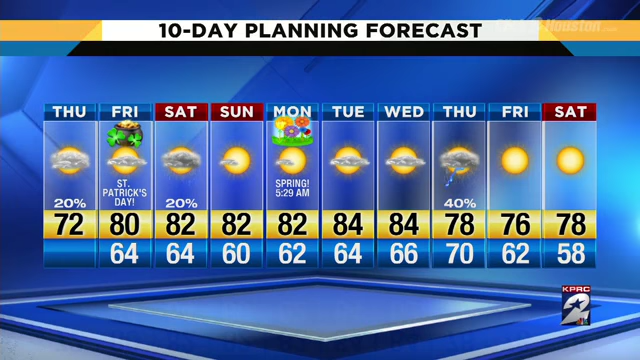 10-DAY PLANNING FORECAST
THU FRI SAT SUN MON TUE WED THU FRI SAT
ST. PATRICK'S DAY!
SPRING! 5:29 AM
20% 20% 40%
72 80 82 82 82 84 84 78 76 78
64 64 60 62 64 66 70 62 58
KPRC
2